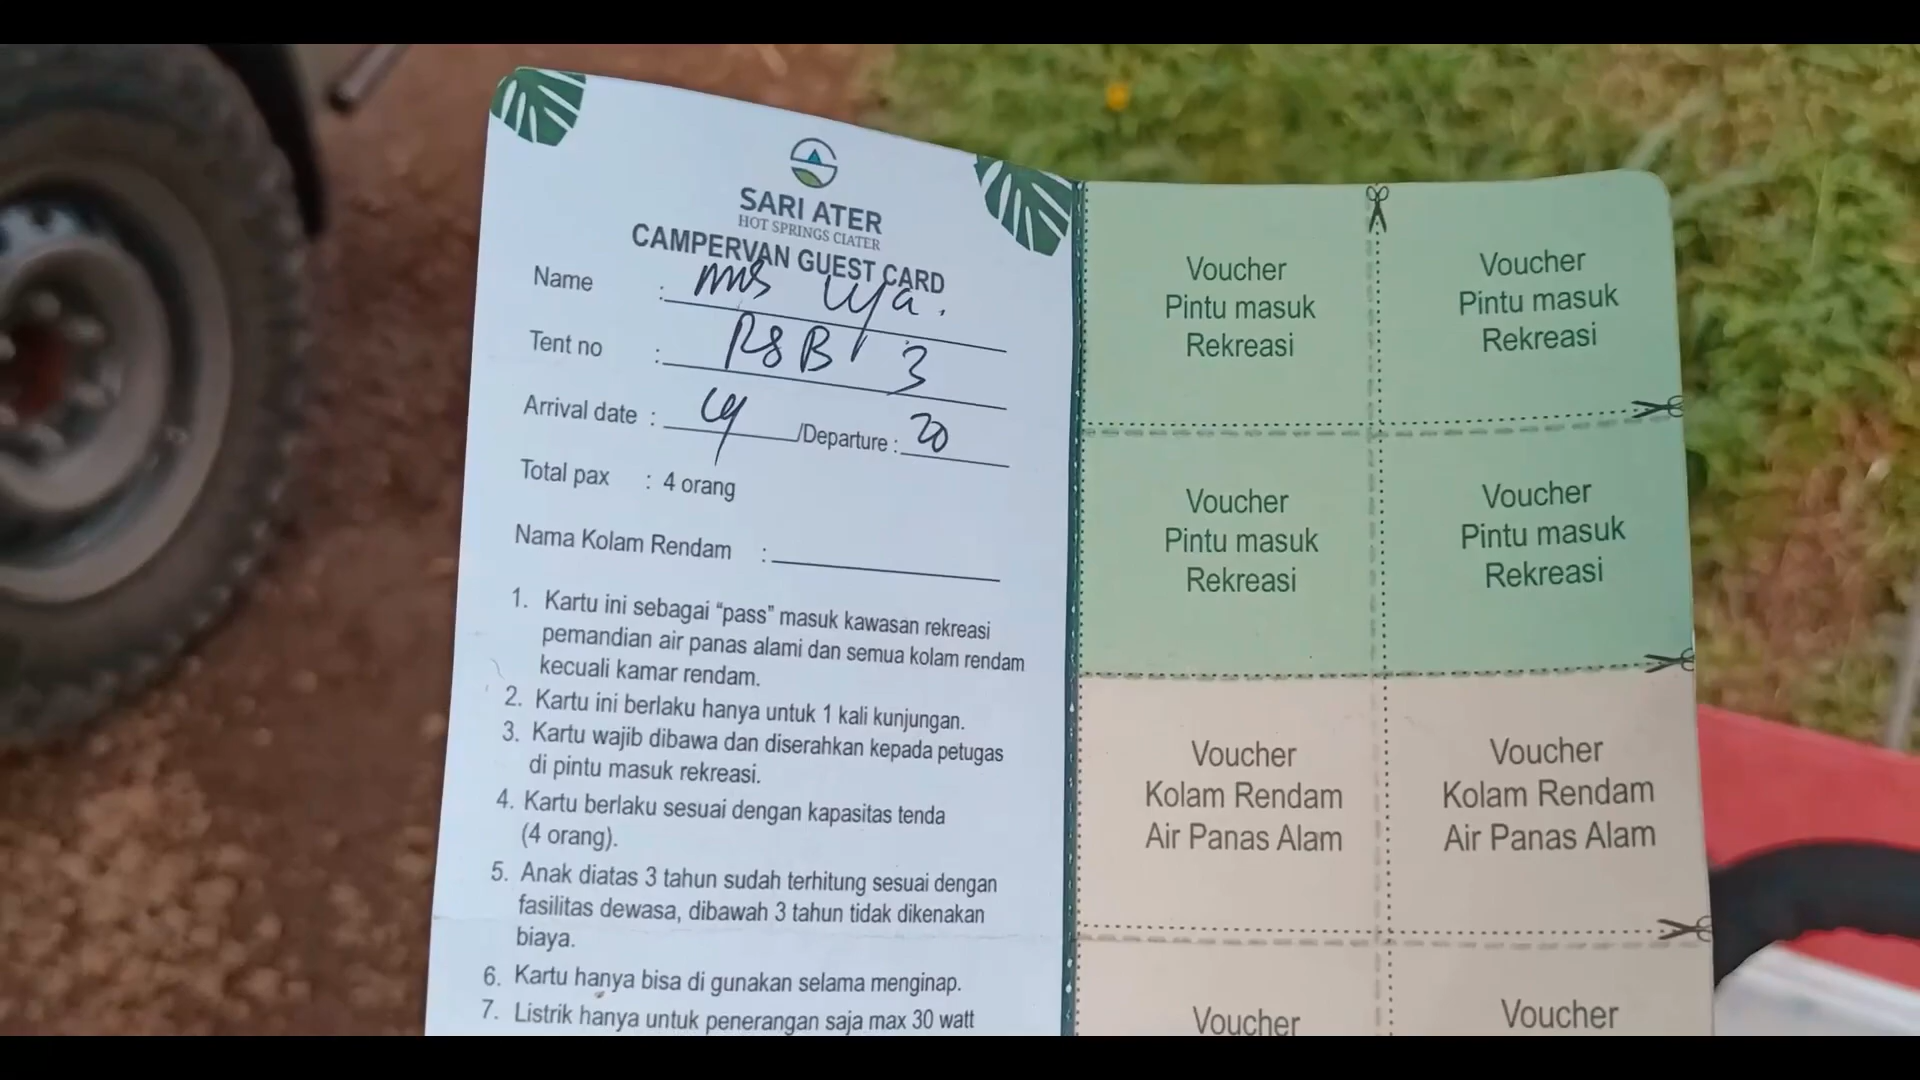 SARI ATER
HOT SPRINGS CIATER
CAMPERVAN GUEST CARD
Name :
Tent no : 3
Arrival date : /Departure : 20
Total pax : 4 orang
Nama Kolam Rendam :
1. Kartu ini sebagai “pass” masuk kawasan rekreasi
pemandian air panas alami dan semua kolam rendam
kecuali kamar rendam.
2. Kartu ini berlaku hanya untuk 1 kali kunjungan.
3. Kartu wajib dibawa dan diserahkan kepada petugas
di pintu masuk rekreasi.
4. Kartu berlaku sesuai dengan kapasitas tenda
(4 orang).
5. Anak diatas 3 tahun sudah terhitung sesuai dengan
fasilitas dewasa, dibawah 3 tahun tidak dikenakan
biaya.
6. Kartu hanya bisa di gunakan selama menginap.
7. Listrik hanya untuk penerangan saja max 30 watt
Voucher
Pintu masuk
Rekreasi
Voucher
Pintu masuk
Rekreasi
Voucher
Pintu masuk
Rekreasi
Voucher
Pintu masuk
Rekreasi
Voucher
Kolam Rendam
Air Panas Alam
Voucher
Kolam Rendam
Air Panas Alam
Voucher
Voucher